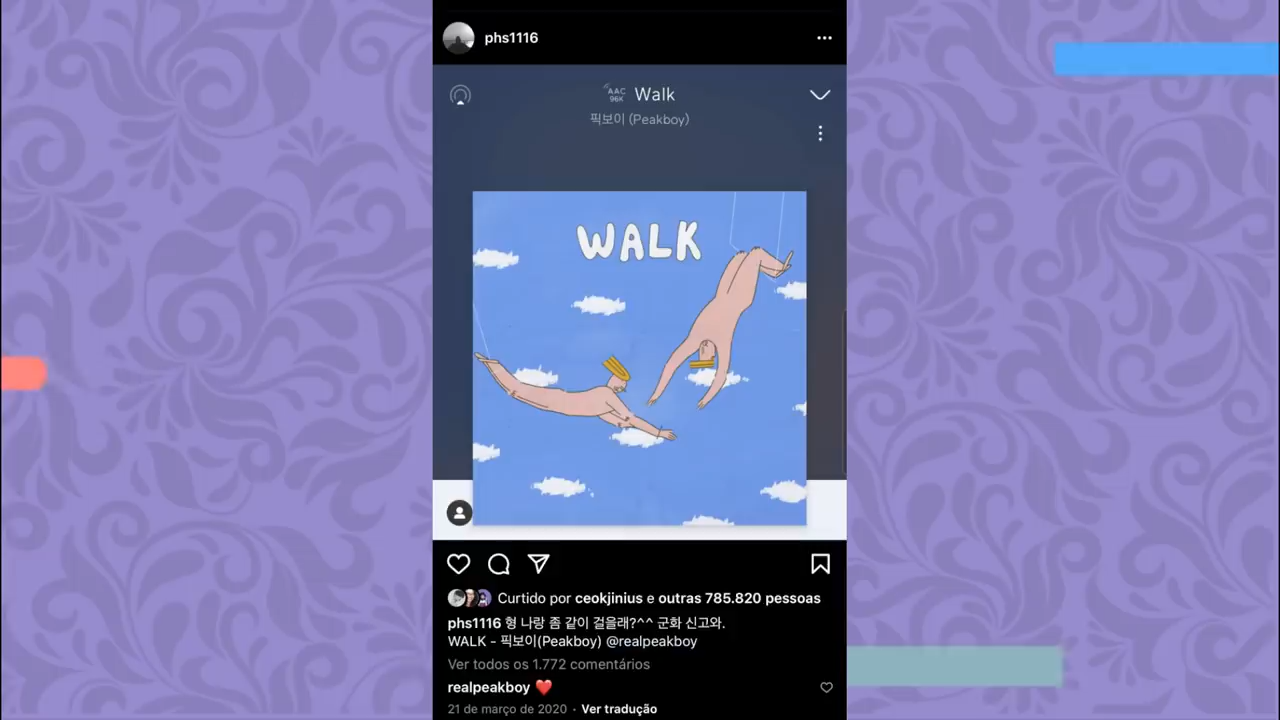 phs1116
AAC
96K
Walk
픽보이 (Peakboy)
WALK
Curtido por ceokjinius e outras 785.820 pessoas
phs1116 형 나랑 좀 같이 걸을래?^^ 군화 신고와.
WALK - 픽보이(Peakboy) @realpeakboy
Ver todos os 1.772 comentários
realpeakboy ❤️
21 de março de 2020 · Ver tradução